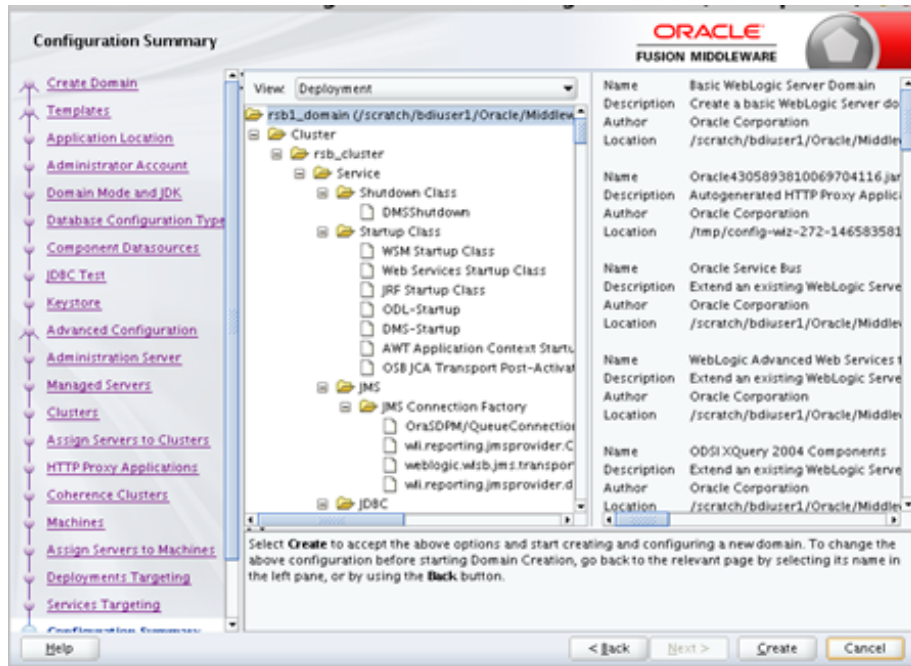 Configuration Summary
ORACLE
FUSION MIDDLEWARE
Create Domain
Templates
Application Location
Administrator Account
Domain Mode and JDK
Database Configuration Type
Component Datasources
JDBC Test
Keystore
Advanced Configuration
Administration Server
Managed Servers
Clusters
Assign Servers to Clusters
HTTP Proxy Applications
Coherence Clusters
Machines
Assign Servers to Machines
Deployments Targeting
Services Targeting
Configuration Summary
View: Deployment
rsb1_domain (/scratch/bdiuser1/Oracle/Middlew
Cluster
rsb_cluster
Service
Shutdown Class
DMSShutdown
Startup Class
WSM Startup Class
Web Services Startup Class
JRF Startup Class
ODL-Startup
DMS-Startup
AWT Application Context Startu
OSB JCA Transport Post-Activat
JMS
JMS Connection Factory
OraSDPM/QueueConnection
wli.reporting.jmsprovider.C
weblogic.wlsb.jms.transpor
wli.reporting.jmsprovider.d
JDBC
Name Basic WebLogic Server Domain
Description Create a basic WebLogic Server do
Author Oracle Corporation
Location /scratch/bdiuser1/Oracle/Middlew
Name Oracle4305893810069704116.jar
Description Autogenerated HTTP Proxy Applica
Author Oracle Corporation
Location /tmp/config-wiz-272-146583581
Name Oracle Service Bus
Description Extend an existing WebLogic Serve
Author Oracle Corporation
Location /scratch/bdiuser1/Oracle/Middlew
Name WebLogic Advanced Web Services f
Description Extend an existing WebLogic Serve
Author Oracle Corporation
Location /scratch/bdiuser1/Oracle/Middlew
Name ODSI XQuery 2004 Components
Description Extend an existing WebLogic Serve
Author Oracle Corporation
Location /scratch/bdiuser1/Oracle/Middlew
Select Create to accept the above options and start creating and configuring a new domain. To change the
above configuration before starting Domain Creation, go back to the relevant page by selecting its name in
the left pane, or by using the Back button.
Help
< Back
Next >
Create
Cancel